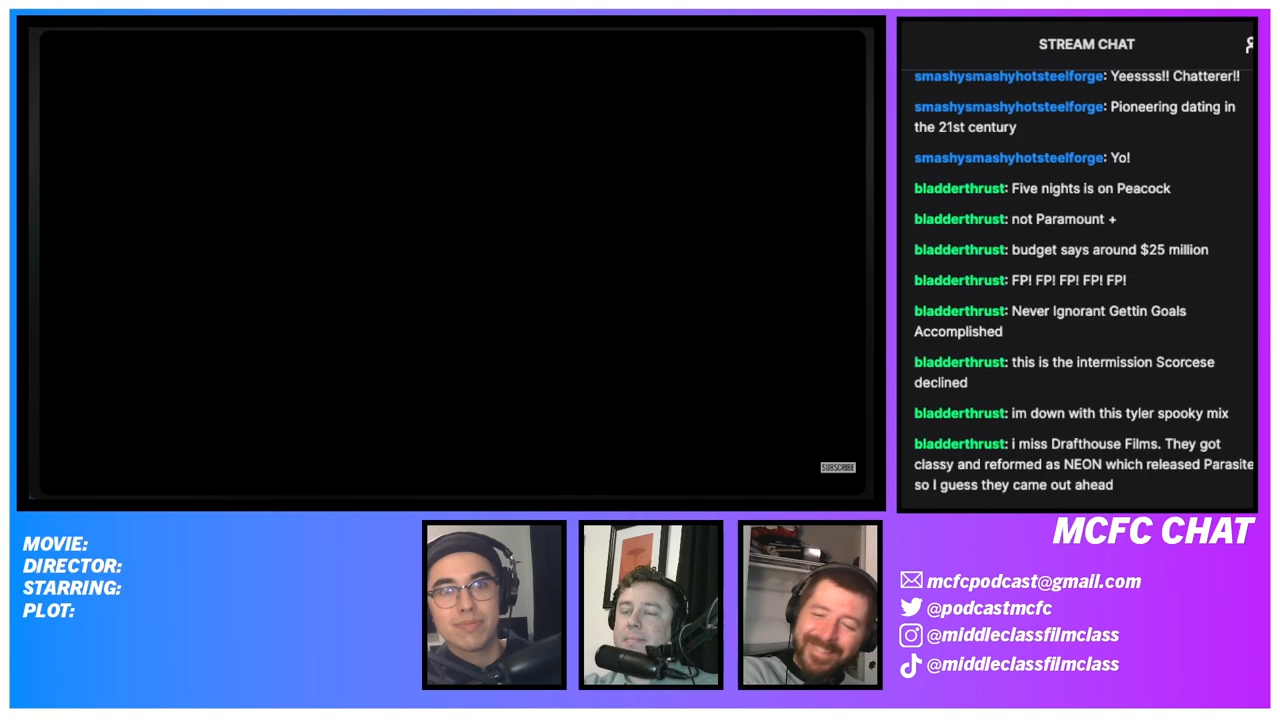 STREAM CHAT
smashysmashyhotsteelforge: Yeessss!! Chatterer!!
smashysmashyhotsteelforge: Pioneering dating in
the 21st century
smashysmashyhotsteelforge: Yo!
bladderthrust: Five nights is on Peacock
bladderthrust: not Paramount +
bladderthrust: budget says around $25 million
bladderthrust: FP! FP! FP! FP! FP!
bladderthrust: Never Ignorant Gettin Goals
Accomplished
bladderthrust: this is the intermission Scorcese
declined
bladderthrust: im down with this tyler spooky mix
bladderthrust: i miss Drafthouse Films. They got
classy and reformed as NEON which released Parasite
so I guess they came out ahead
SUBSCRIBE
MCFC CHAT
MOVIE:
DIRECTOR:
STARRING:
PLOT:
mcfcpodcast@gmail.com
@podcastmcfc
@middleclassfilmclass
@middleclassfilmclass